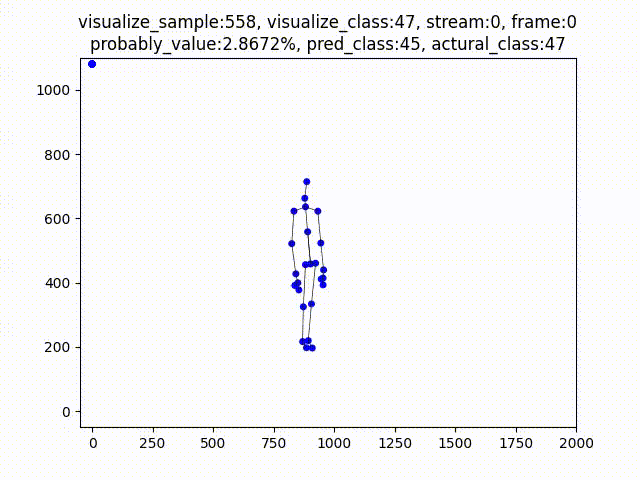 visualize_sample:558, visualize_class:47, stream:0, frame:0
probably_value:2.8672%, pred_class:45, actural_class:47
1000
800
600
400
200
0
0 250 500 750 1000 1250 1500 1750 2000